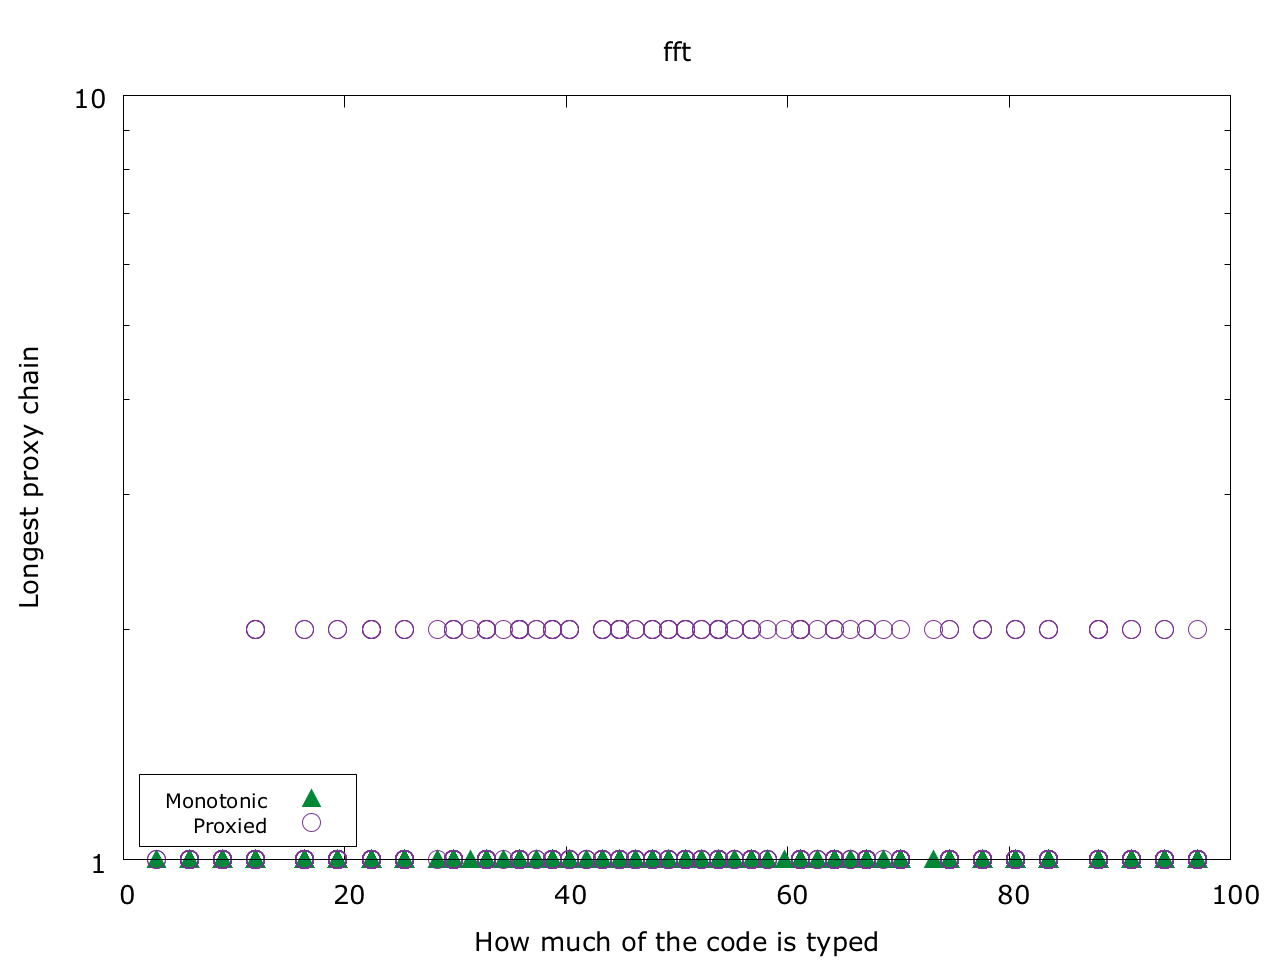 fft
10
Longest proxy chain
Monotonic
Proxied
1
0 20 40 60 80 100
How much of the code is typed